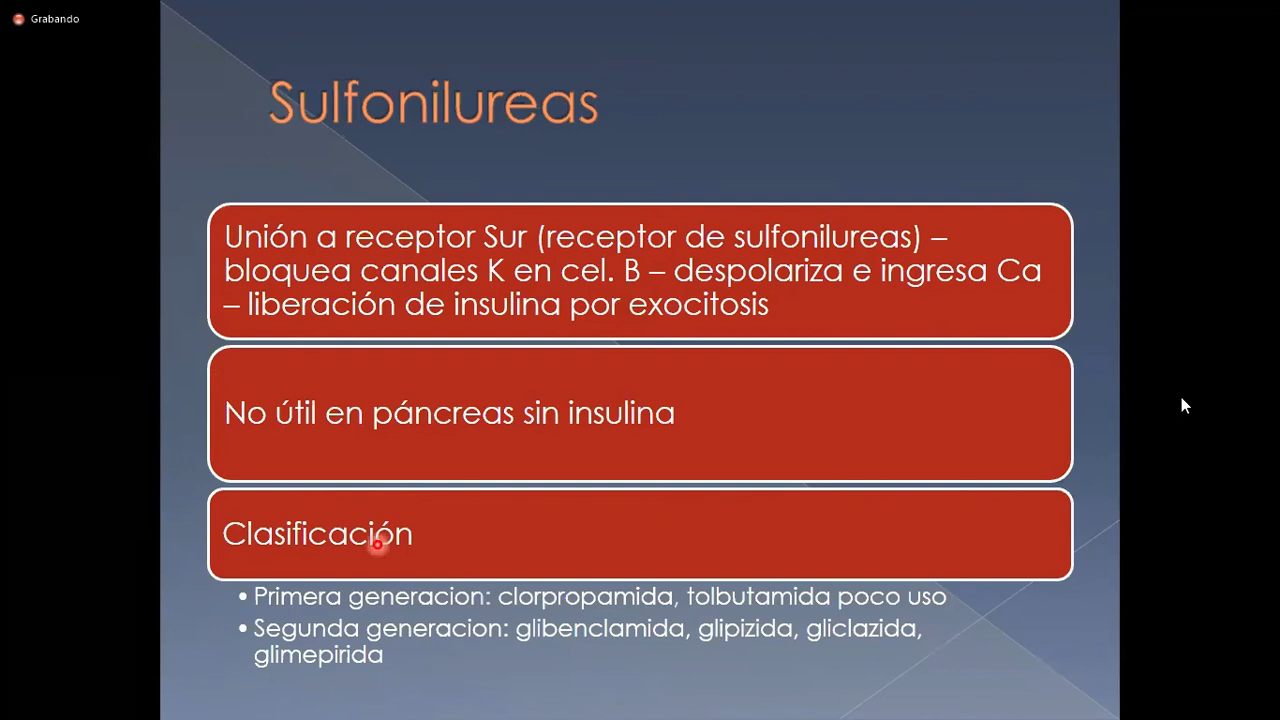 Grabando
Sulfonilureas
Unión a receptor Sur (receptor de sulfonilureas) –
bloquea canales K en cel. B – despolariza e ingresa Ca
– liberación de insulina por exocitosis
No útil en páncreas sin insulina
Clasificación
• Primera generacion: clorpropamida, tolbutamida poco uso
• Segunda generacion: glibenclamida, glipizida, gliclazida,
glimepirida